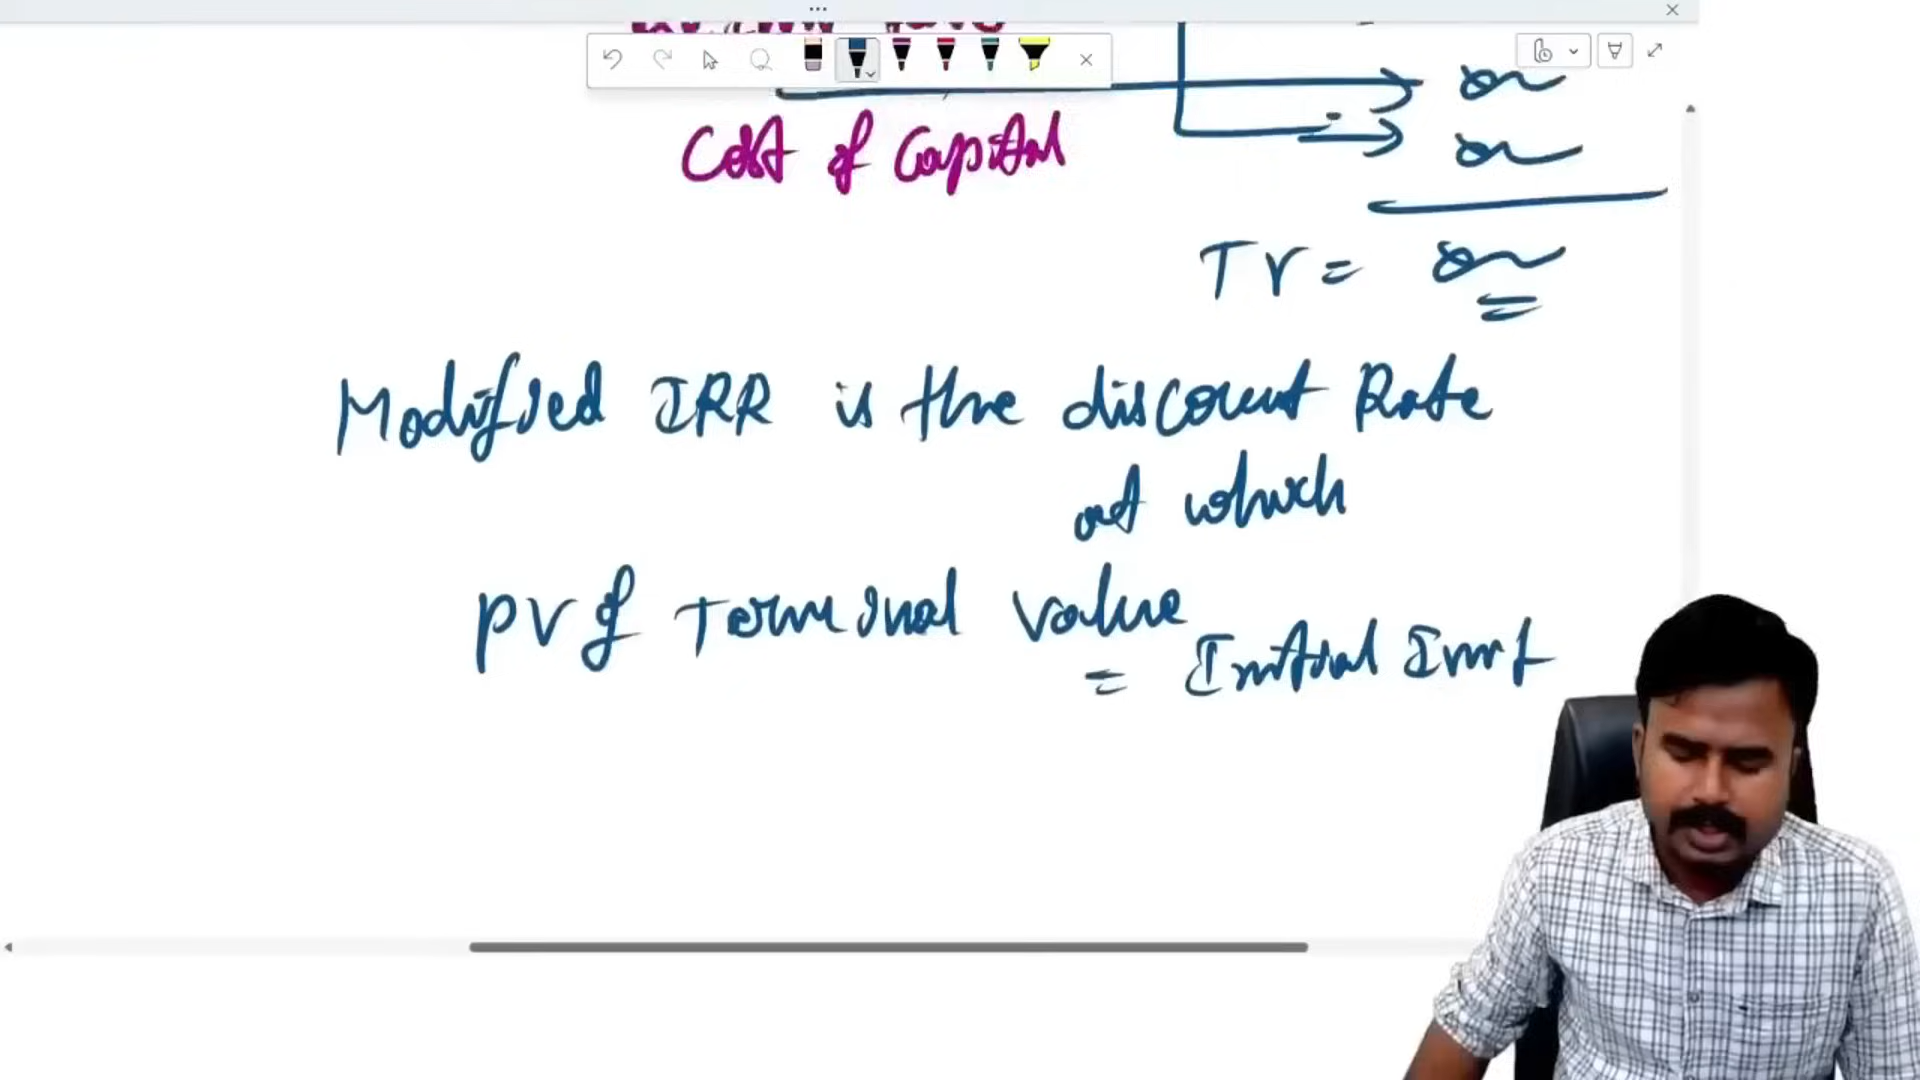 Cost of Capital
TV =
Modified IRR is the discount Rate
at which
PV of Terminal Value
= Initial Invt